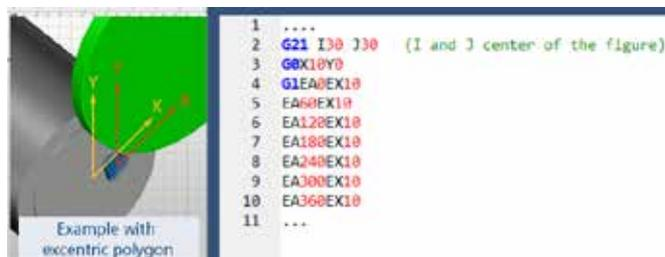 1 ....
2 G21 I30 J30 (I and J center of the figure)
3 G0X10Y0
4 G1EA0EX10
5 EA60EX10
6 EA120EX10
7 EA180EX10
8 EA240EX10
9 EA300EX10
10 EA360EX10
11 ...
Y
Y
X
X
Example with
excentric polygon